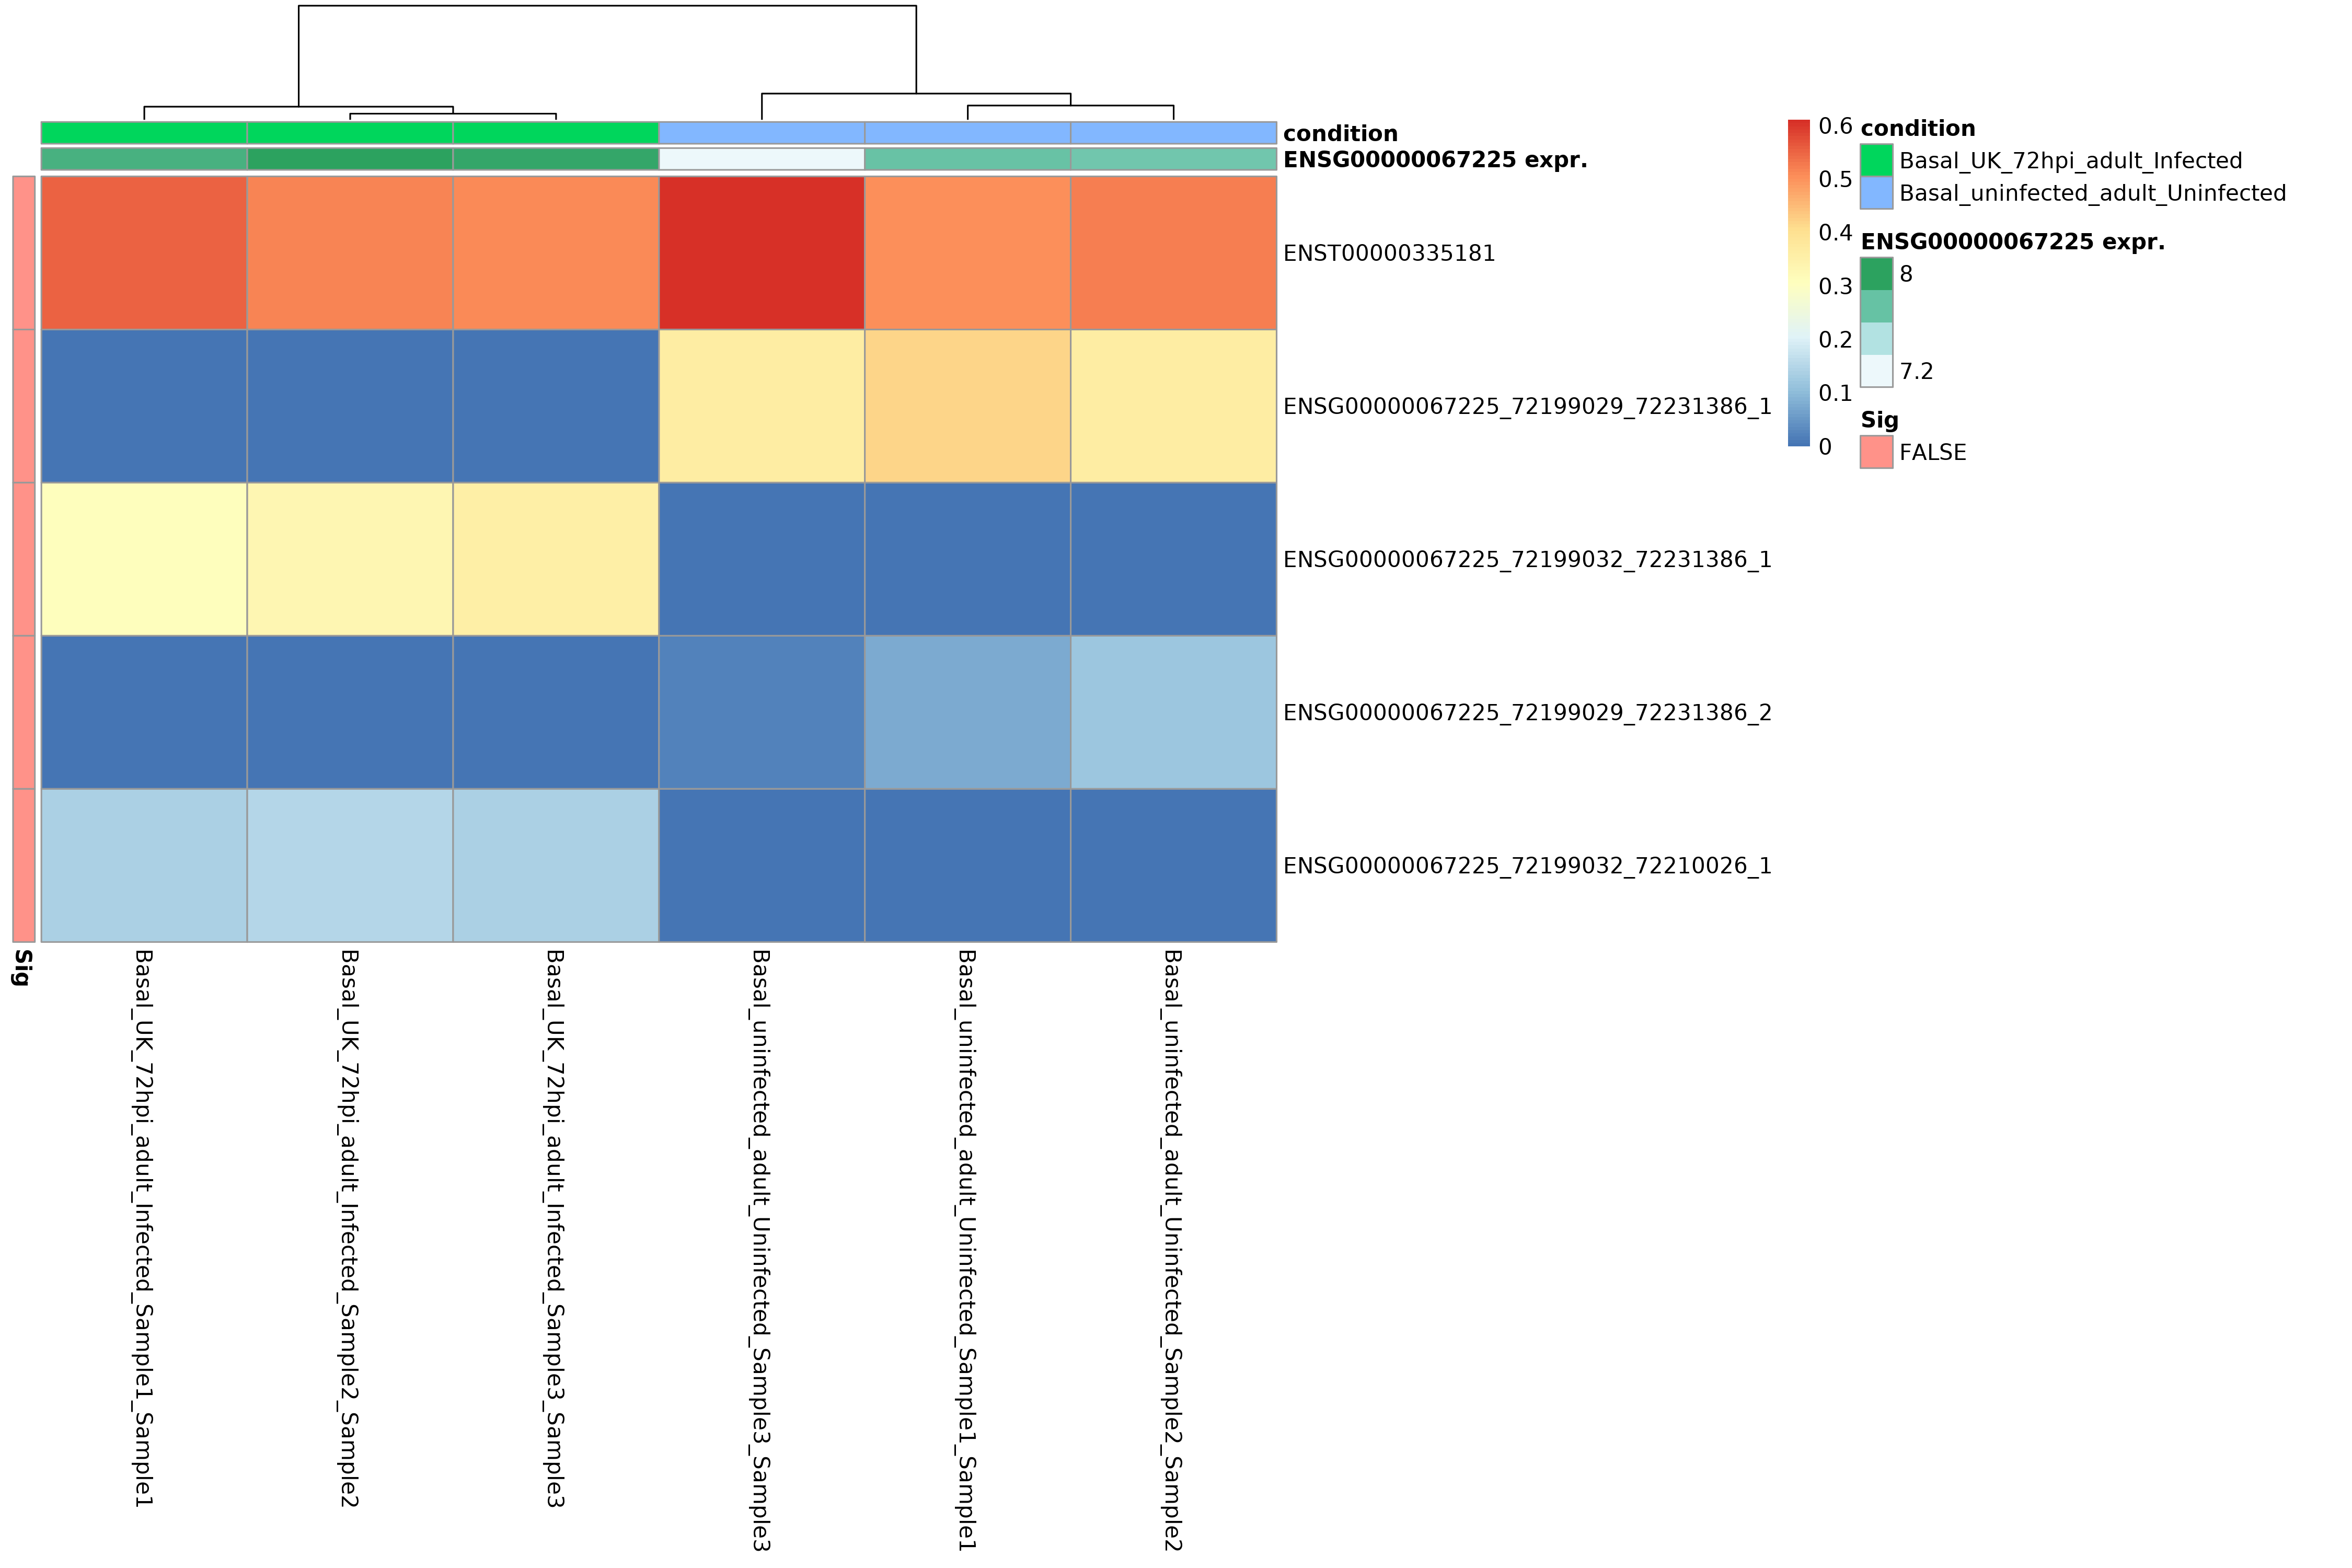 condition
ENSG00000067225 expr.
ENST00000335181
ENSG00000067225_72199029_72231386_1
ENSG00000067225_72199032_72231386_1
ENSG00000067225_72199029_72231386_2
ENSG00000067225_72199032_72210026_1
Sig
Basal_UK_72hpi_adult_Infected_Sample1_Sample1
Basal_UK_72hpi_adult_Infected_Sample2_Sample2
Basal_UK_72hpi_adult_Infected_Sample3_Sample3
Basal_uninfected_adult_Uninfected_Sample3_Sample3
Basal_uninfected_adult_Uninfected_Sample1_Sample1
Basal_uninfected_adult_Uninfected_Sample2_Sample2
0.6
0.5
0.4
0.3
0.2
0.1
0
condition
Basal_UK_72hpi_adult_Infected
Basal_uninfected_adult_Uninfected
ENSG00000067225 expr.
8
7.2
Sig
FALSE